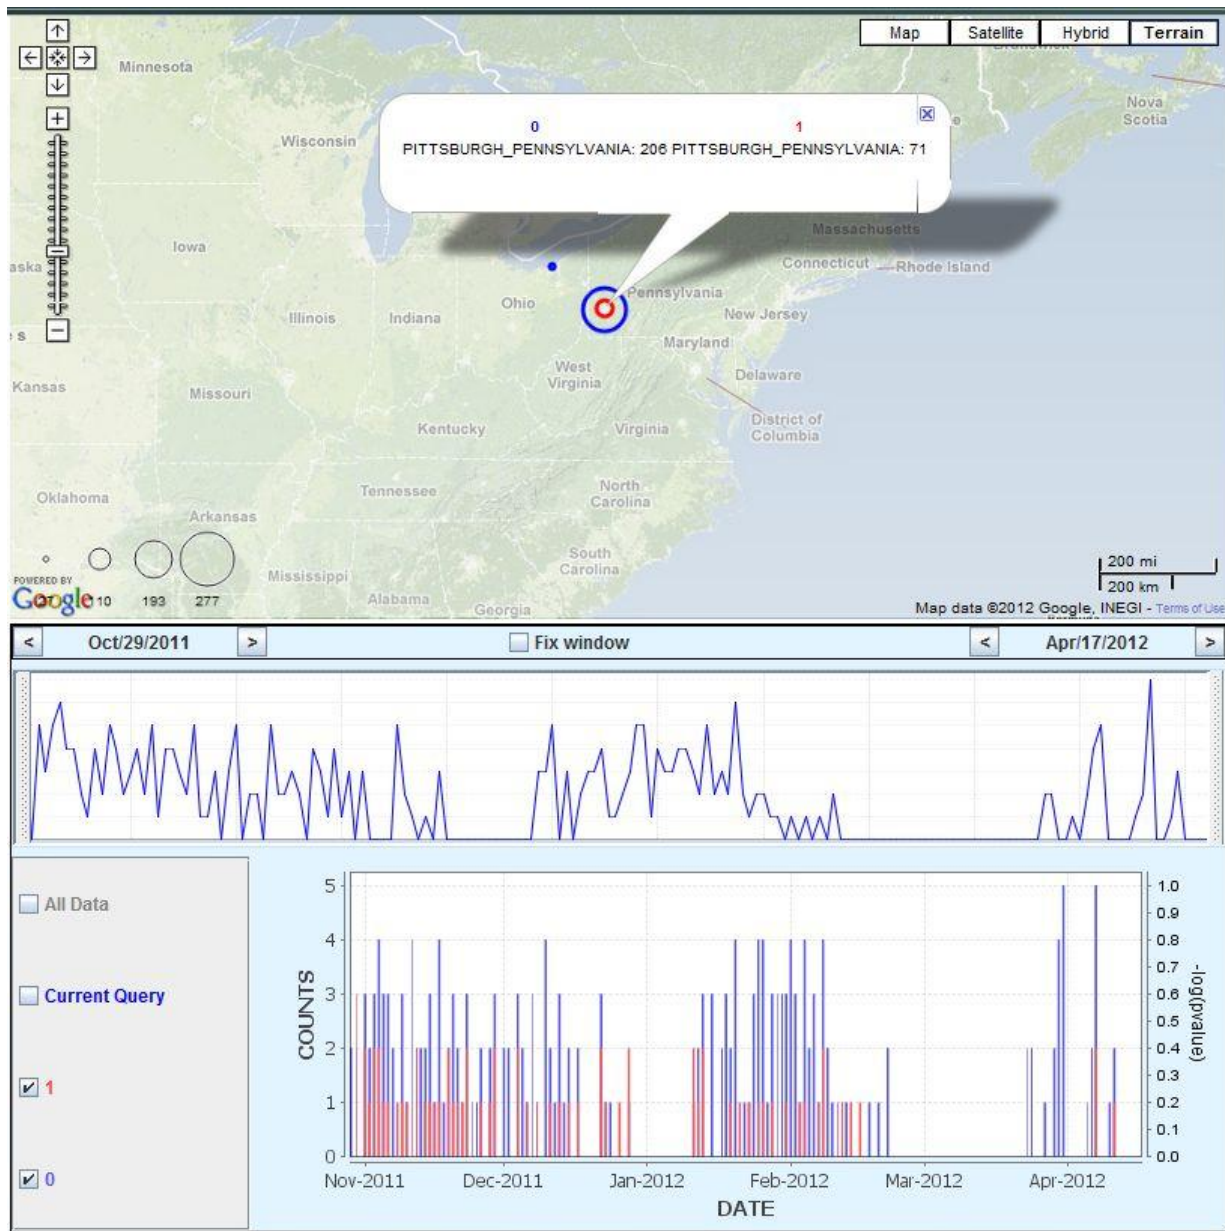 Map Satellite Hybrid Terrain
Minnesota
Nova
Scotia
Wisconsin
0 1
PITTSBURGH_PENNSYLVANIA: 206 PITTSBURGH_PENNSYLVANIA: 71
Massachusetts
Iowa
Connecticut Rhode Island
aska
Ohio Pennsylvania
Illinois Indiana New Jersey
s
Maryland
West
Virginia
Delaware
Kansas
Missouri
District of
Columbia
Kentucky Virginia
Tennessee
North
Carolina
Oklahoma
Arkansas
South
Carolina
Mississippi
Alabama
Georgia
200 mi
200 km
POWERED BY
Google
27 110 193 277
Map data ©2012 Google, INEGI - Terms of Use
< Oct/29/2011 > Fix window < Apr/17/2012 >
All Data
Current Query
1
0
COUNTS
5
4
3
2
1
0
1.0
0.9
0.8
0.7
0.6
0.5
0.4
0.3
0.2
0.1
0.0
-log(pvalue)
Nov-2011 Dec-2011 Jan-2012 Feb-2012 Mar-2012 Apr-2012
DATE